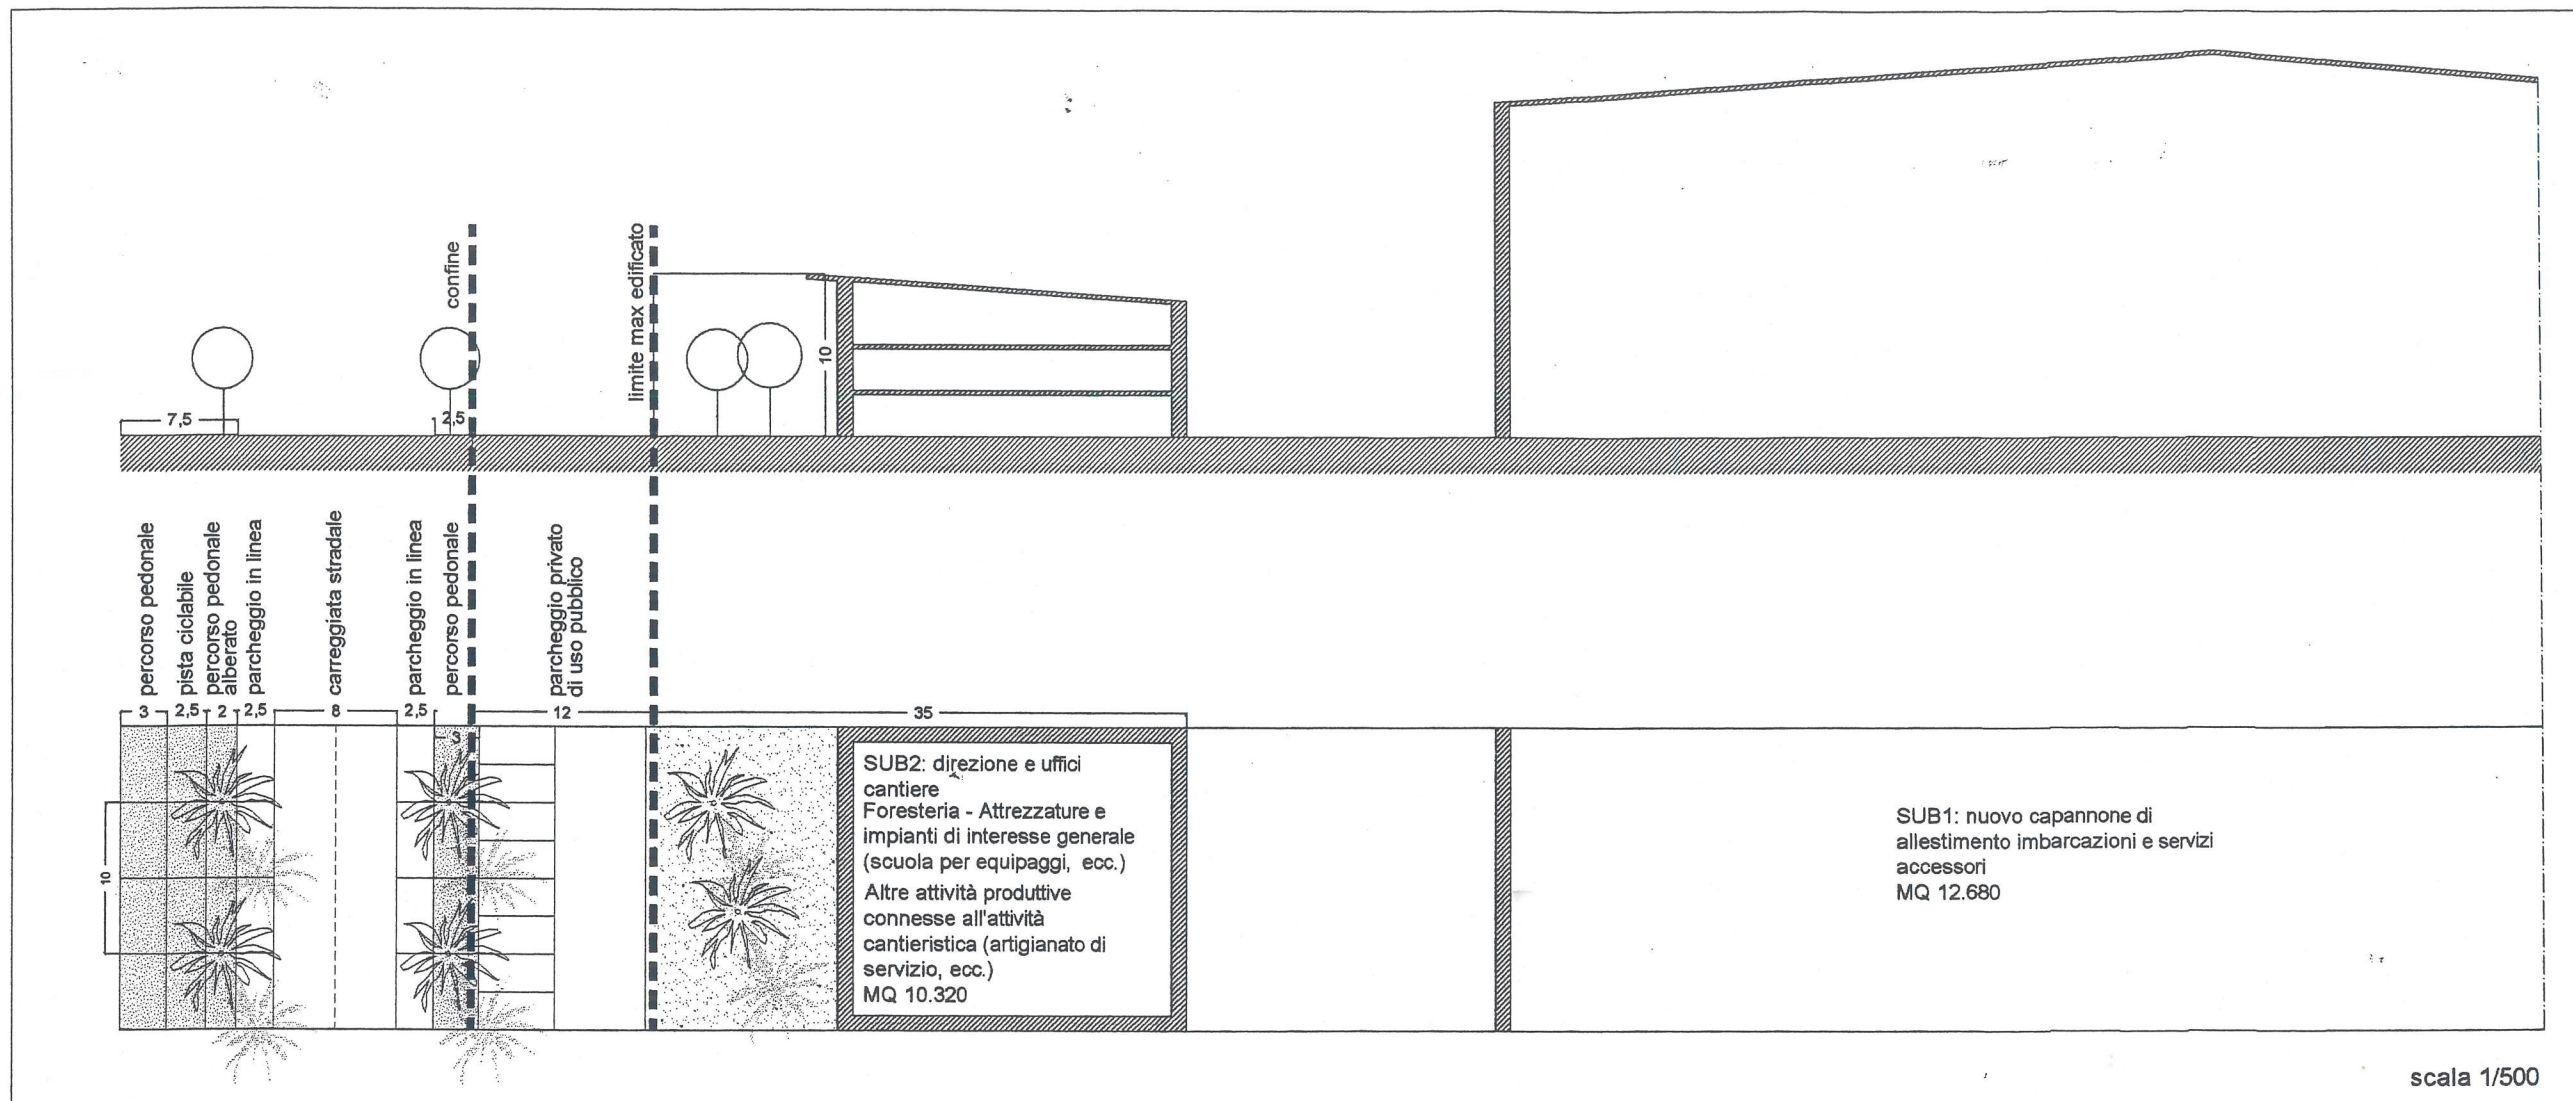 confine
limite max edificato
10
7,5
2,5
percorso pedonale
pista ciclabile
percorso pedonale
alberato
parcheggio in linea
carreggiata stradale
parcheggio in linea
percorso pedonale
parcheggio privato
di uso pubblico
3
2,5
2
2,5
8
2,5
12
35
3
10
SUB2: direzione e uffici
cantiere
Foresteria - Attrezzature e
impianti di interesse generale
(scuola per equipaggi, ecc.)
Altre attività produttive
connesse all'attività
cantieristica (artigianato di
servizio, ecc.)
MQ 10.320
SUB1: nuovo capannone di
allestimento imbarcazioni e servizi
accessori
MQ 12.680
scala 1/500